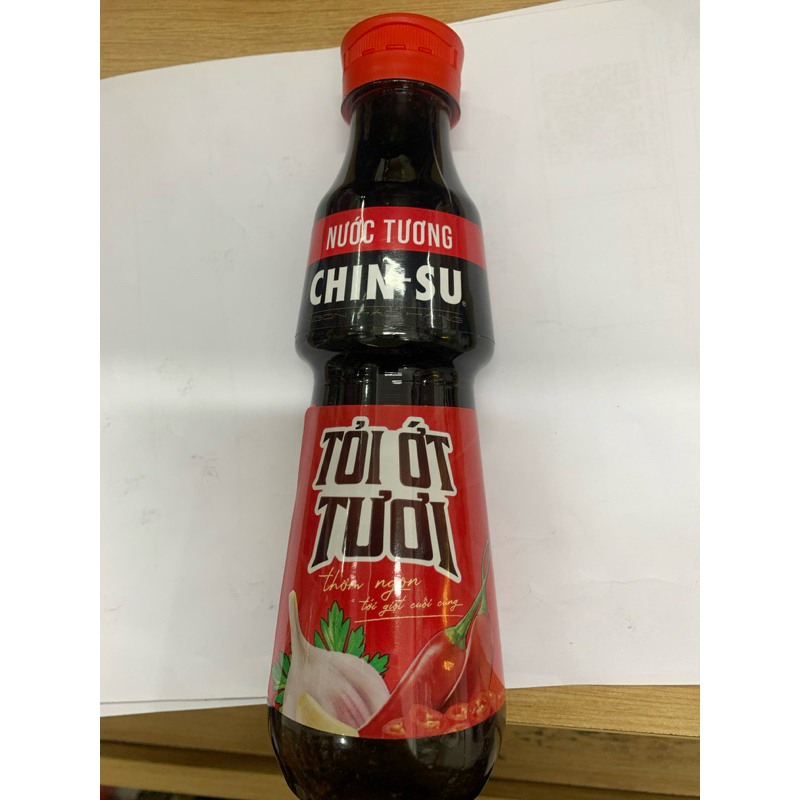 NƯỚC TƯƠNG
CHIN-SU
TỎI ỚT
TƯƠI
thơm ngon
tới giọt cuối cùng